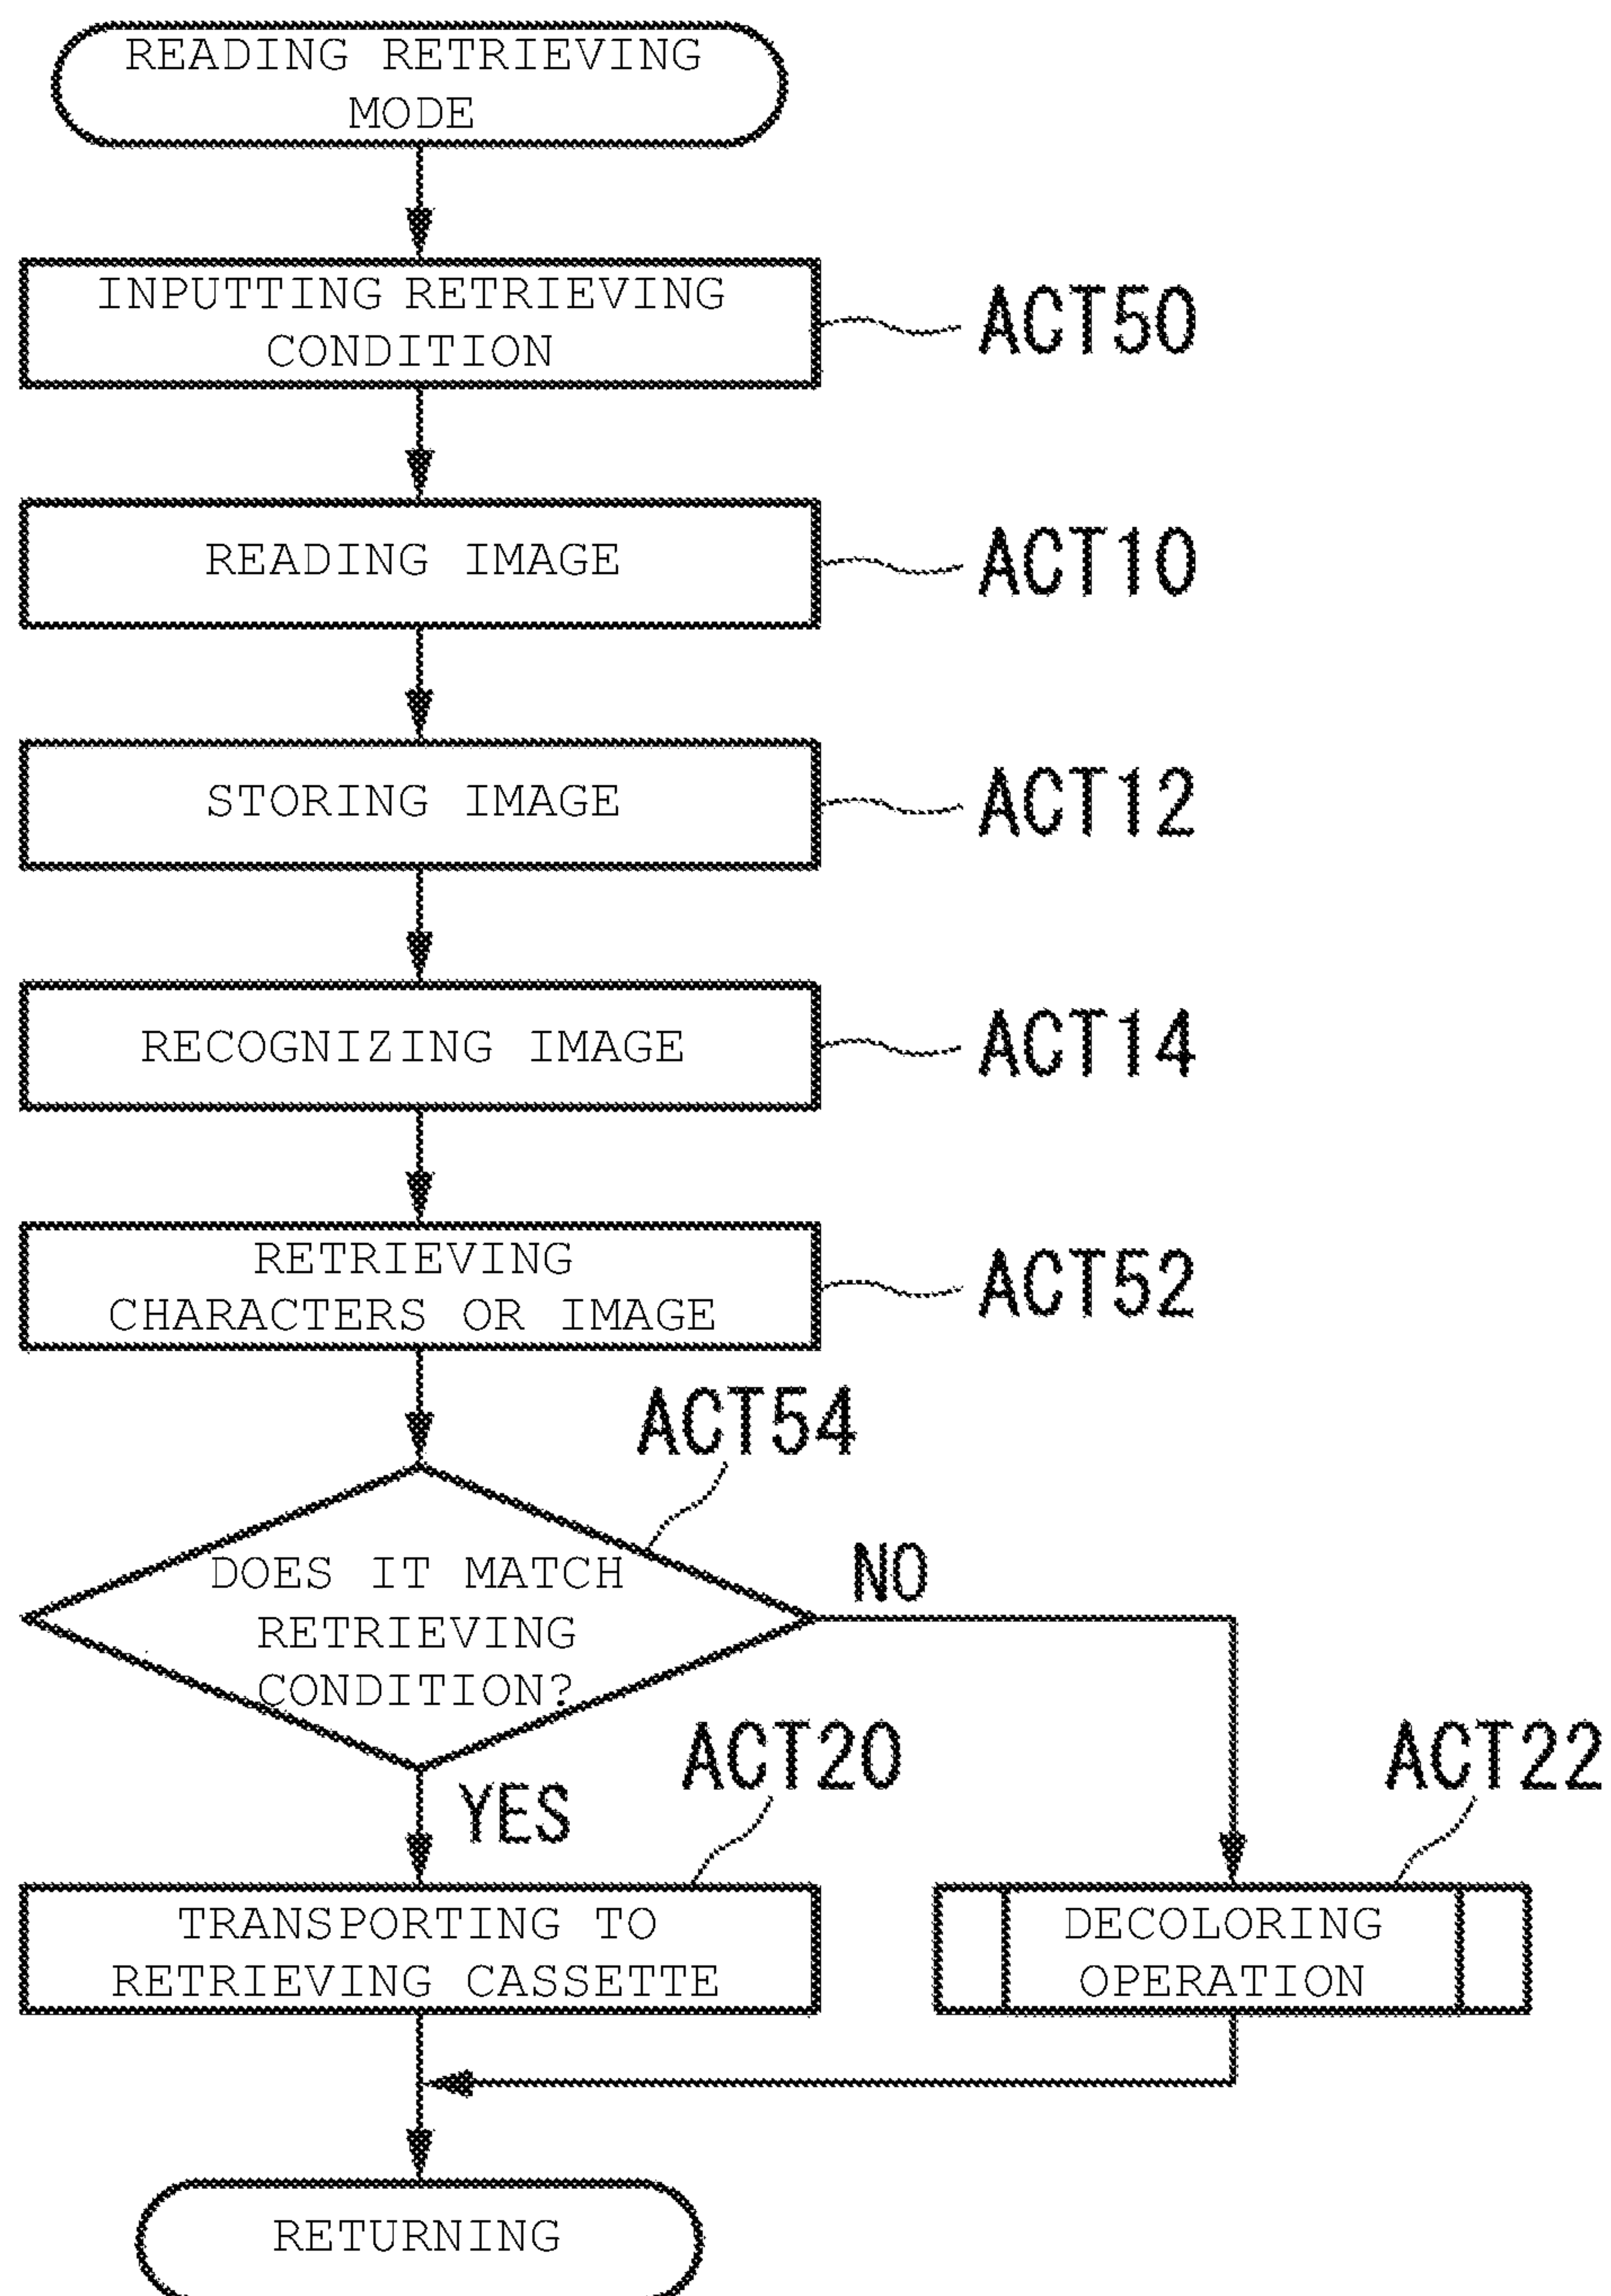 READING RETRIEVING
MODE
INPUTTING RETRIEVING
CONDITION
ACT50
READING IMAGE
ACT10
STORING IMAGE
ACT12
RECOGNIZING IMAGE
ACT14
RETRIEVING
CHARACTERS OR IMAGE
ACT52
ACT54
DOES IT MATCH
RETRIEVING
CONDITION?
NO
YES
ACT20
ACT22
TRANSPORTING TO
RETRIEVING CASSETTE
DECOLORING
OPERATION
RETURNING